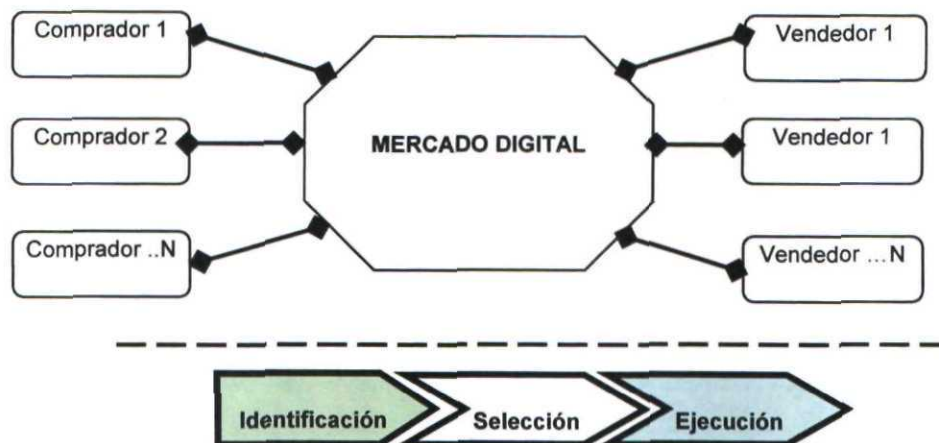 Comprador 1
Vendedor 1
Comprador 2
MERCADO DIGITAL
Vendedor 1
Comprador ..N
Vendedor ...N
Identificación
Selección
Ejecución